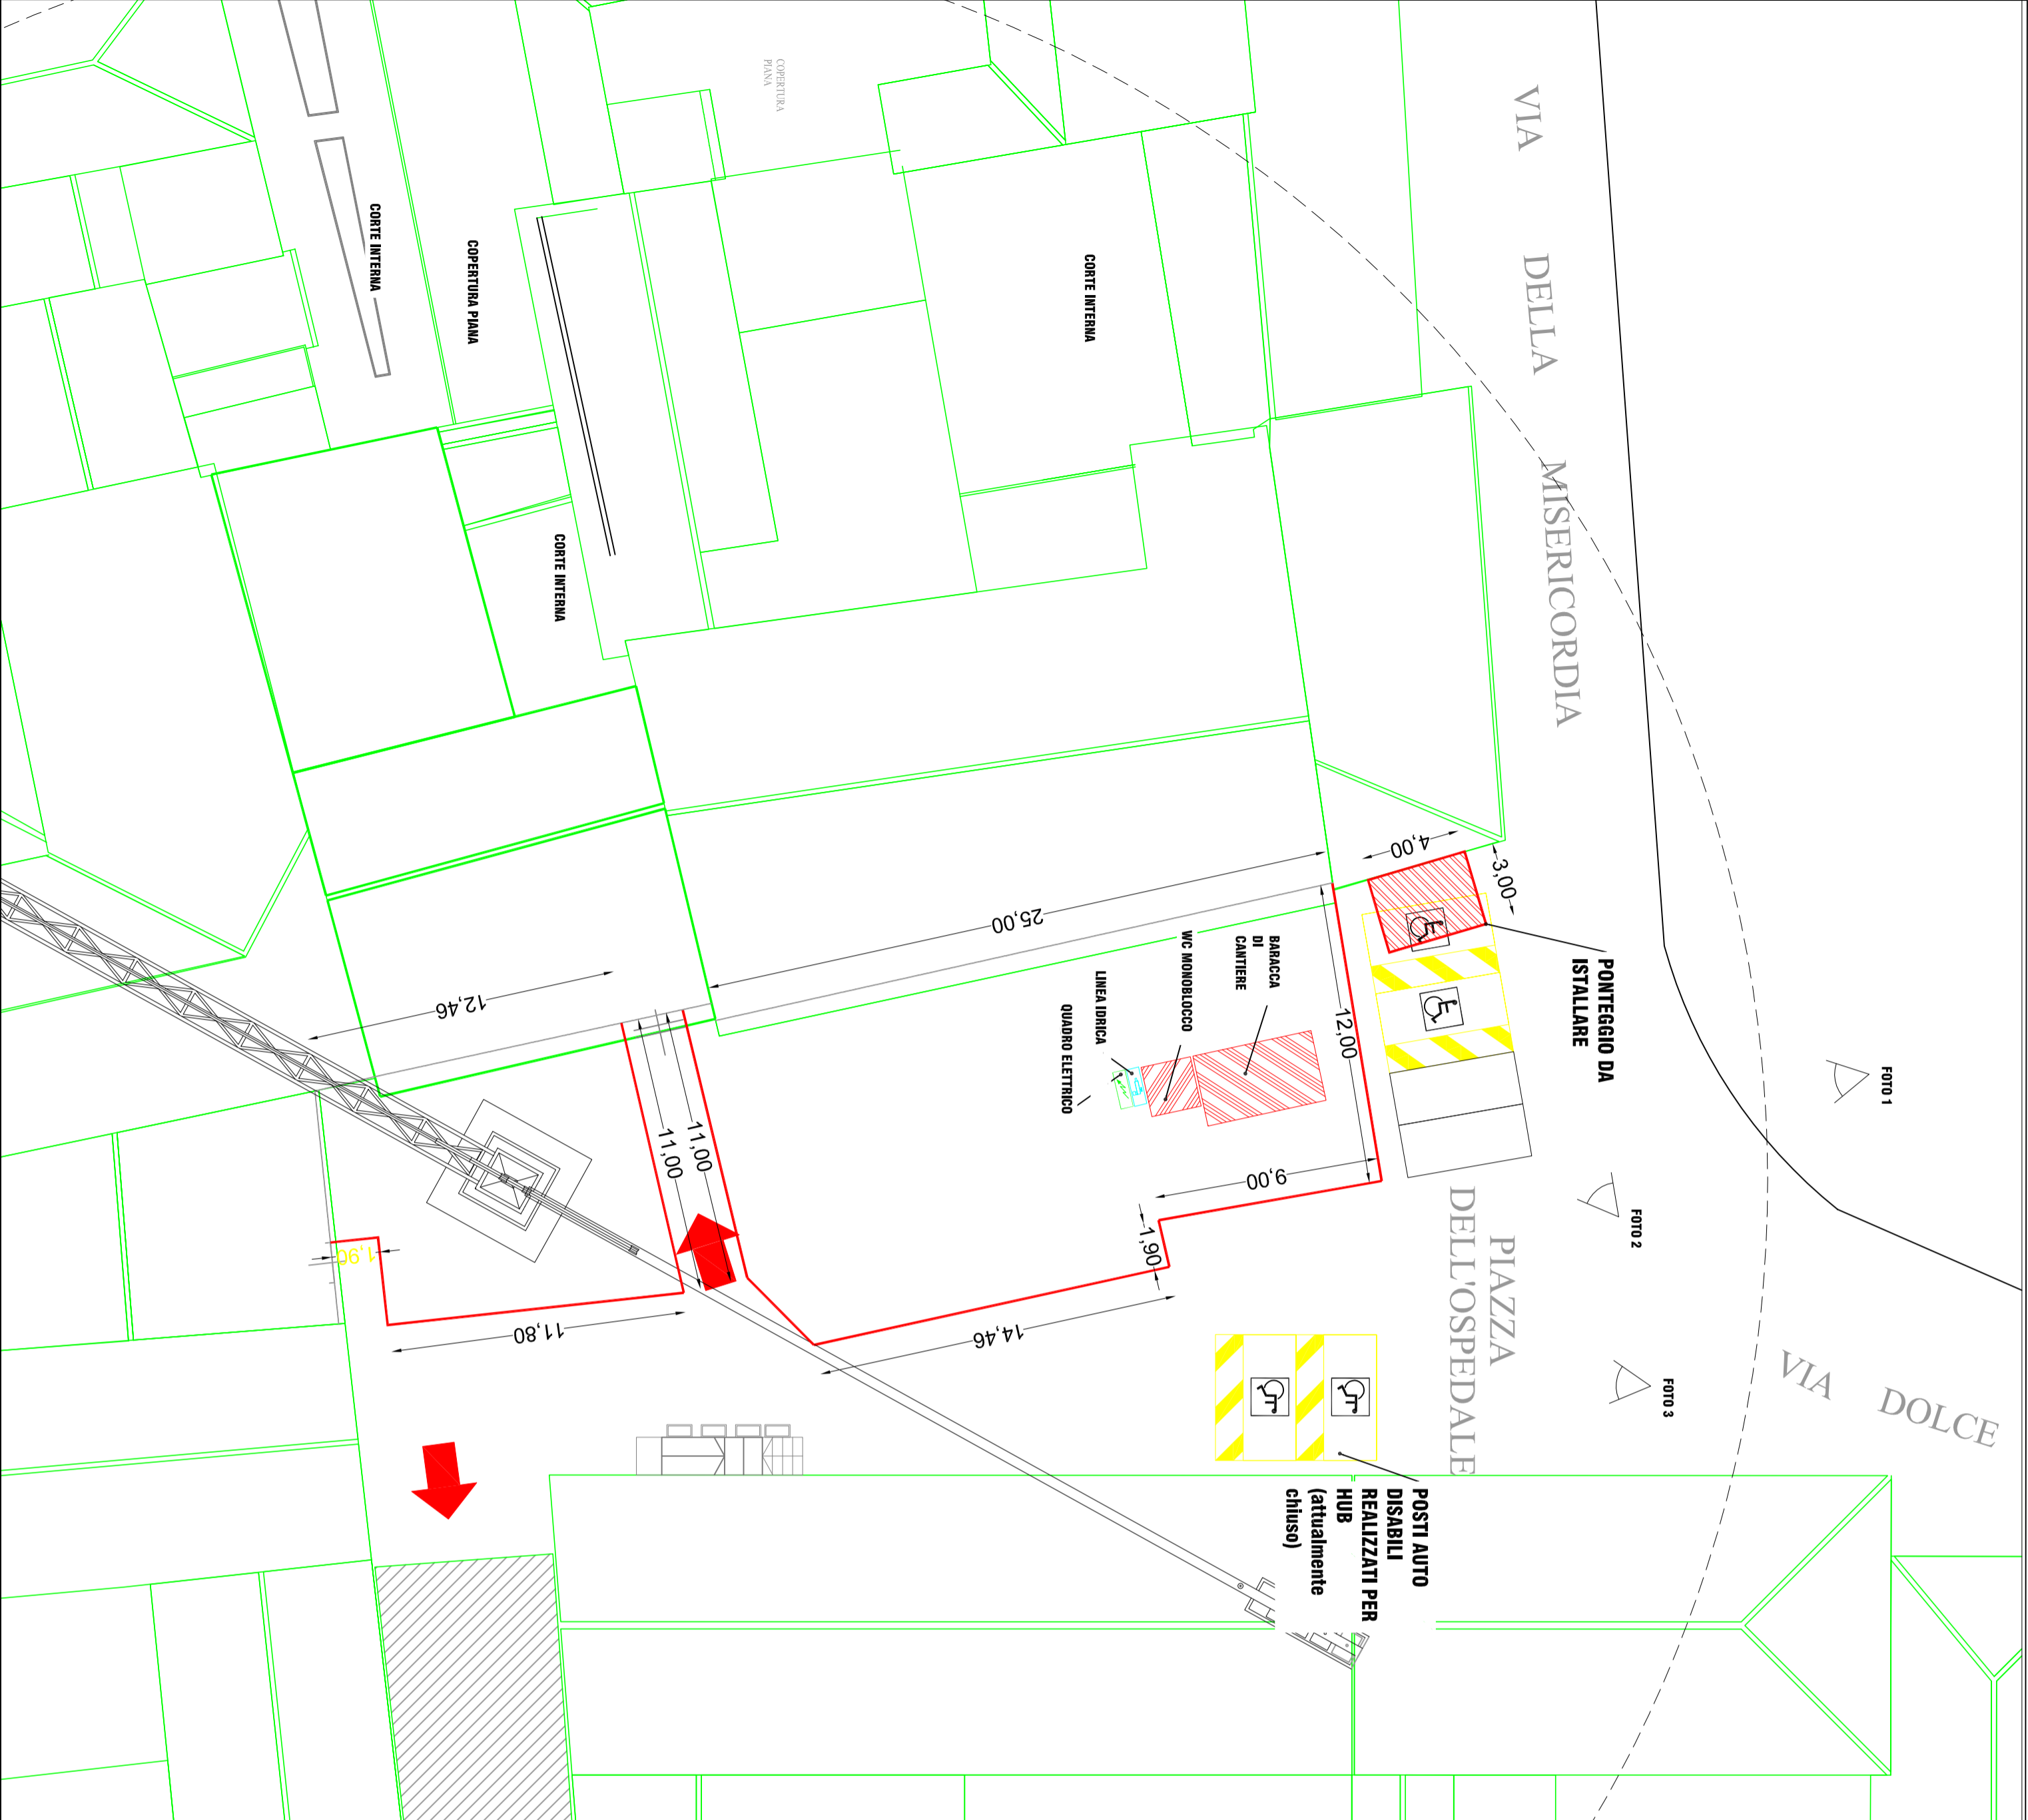 VIA DELLA MISERICORDIA
COPERTURA
PIANA
CORTE INTERNA
COPERTURA PIANA
CORTE INTERNA
CORTE INTERNA
4,00
3,00
25,00
12,46
12,00
PONTEGGIO DA
ISTALLARE
BARACCA
DI
CANTIERE
WC MONOBLOCCO
LINEA IDRICA
QUADRO ELETTRICO
11,00
11,00
9,00
1,90
1,90
11,80
14,46
FOTO 1
FOTO 2
FOTO 3
PIAZZA
DELL'OSPEDALE
VIA DOLCE
POSTI AUTO
DISABILI
REALIZZATI PER
HUB
(attualmente
chiuso)